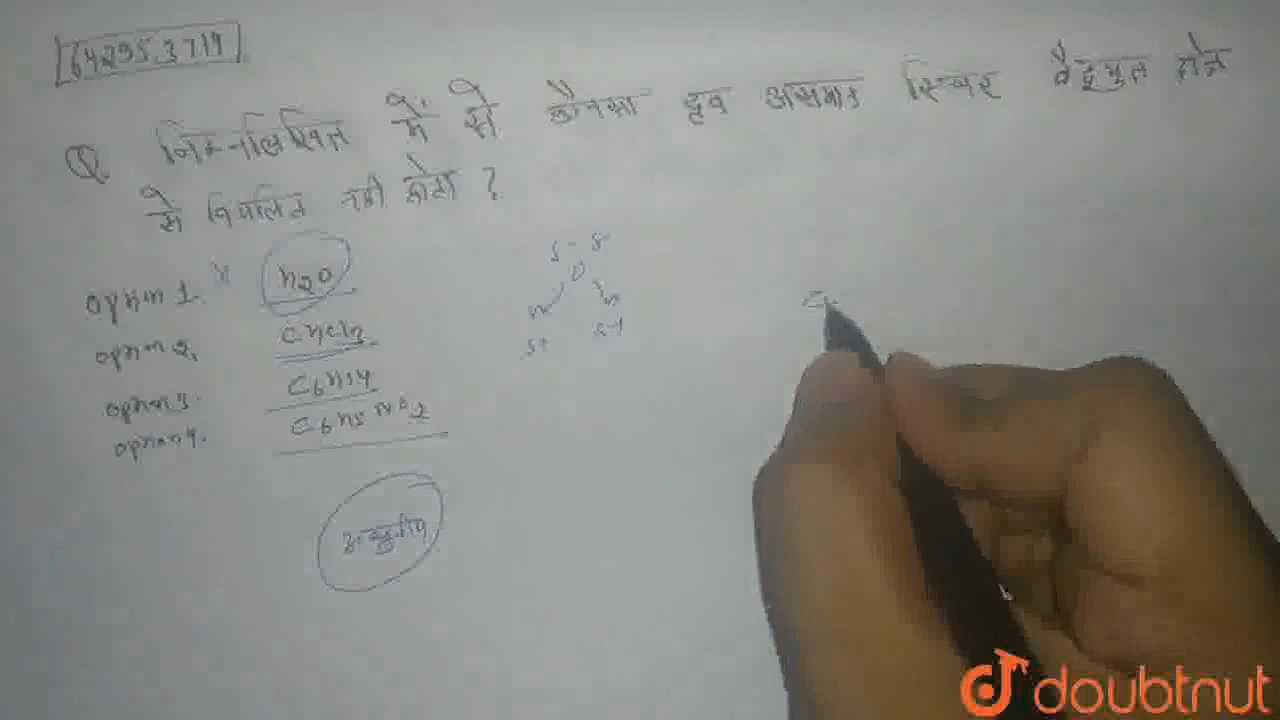 642953714
Q. निम्नलिखित में से कौनसा द्रव असमान स्थिर वैद्युत क्षेत्र
से विचलित नही होता ?
option 1. H2O
option 2. CHCl3
option 3. C6H14
option 4. C6H5NO2
δ- δ-
O
H H
δ+ δ+
C
doubtnut